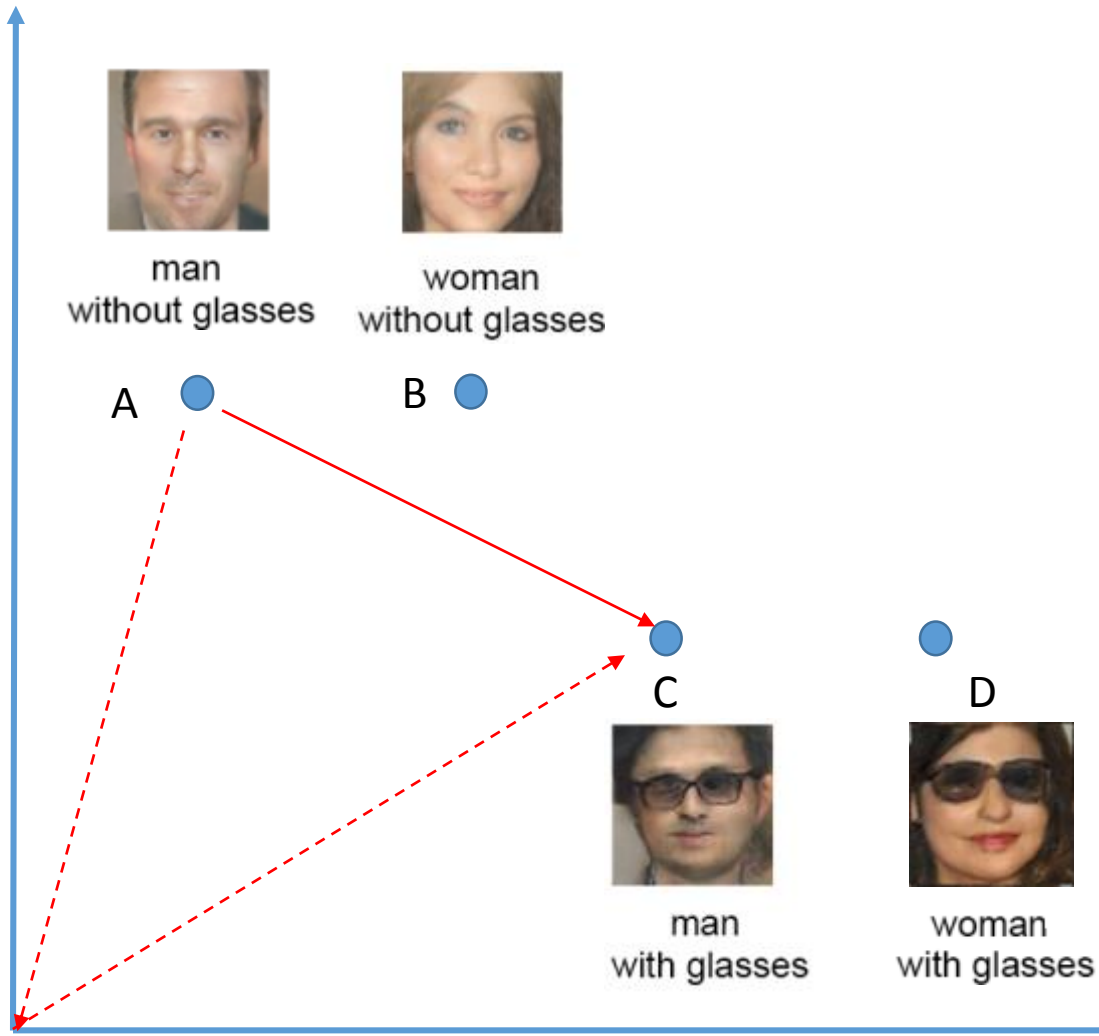 man
without glasses
woman
without glasses
A
B
C
D
man
with glasses
woman
with glasses